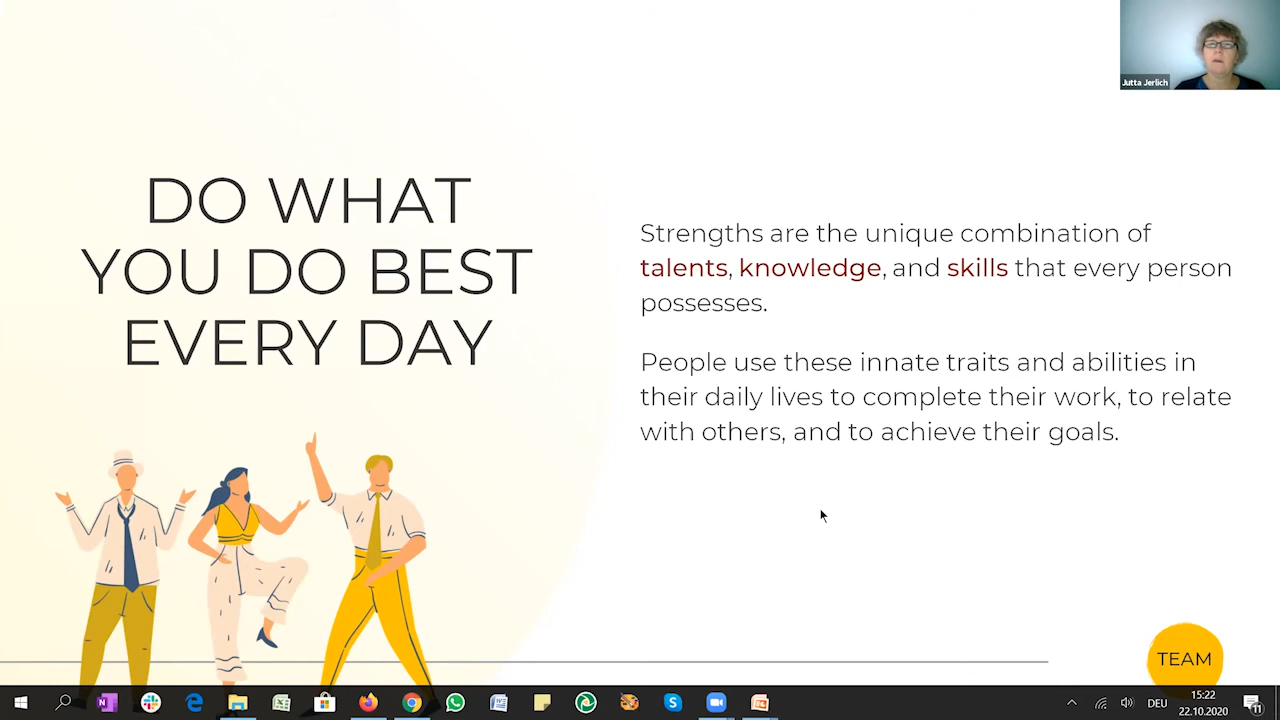 Jutta Jerlich
DO WHAT
YOU DO BEST
EVERY DAY
Strengths are the unique combination of
talents, knowledge, and skills that every person
possesses.
People use these innate traits and abilities in
their daily lives to complete their work, to relate
with others, and to achieve their goals.
TEAM
DEU
15:22
22.10.2020
11